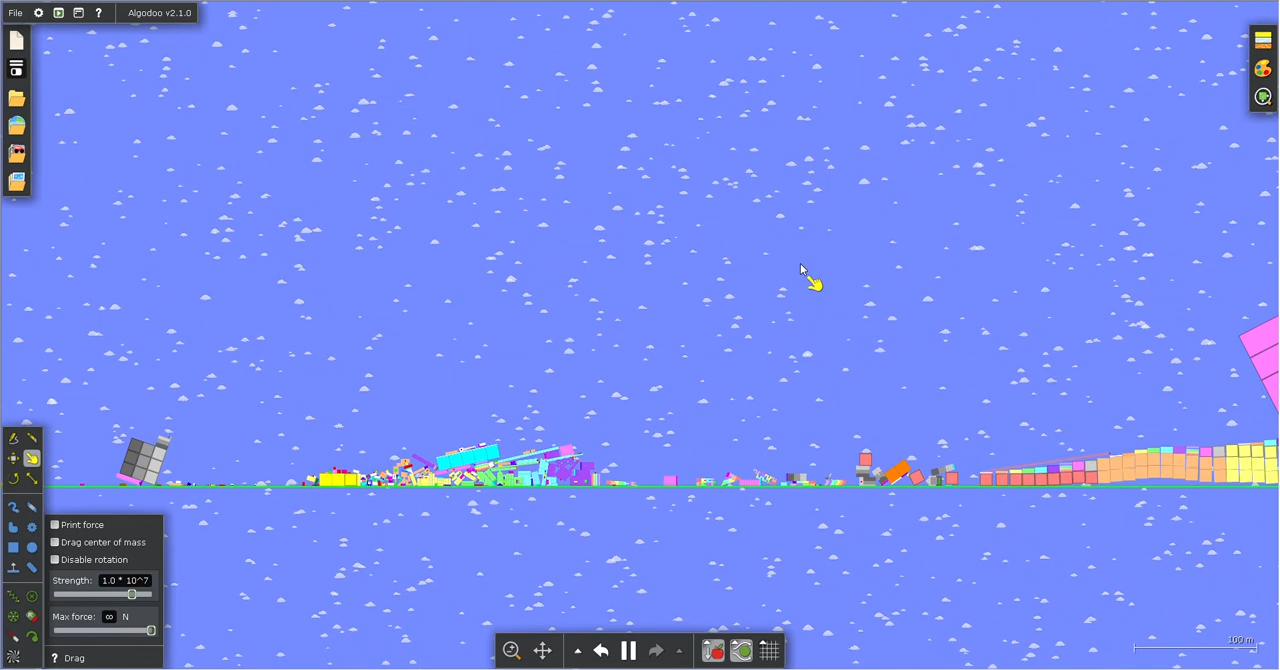 File ? Algodoo v2.1.0
Print force
Drag center of mass
Disable rotation
Strength: 1.0 * 10^7
Max force: ∞ N
? Drag
100 m